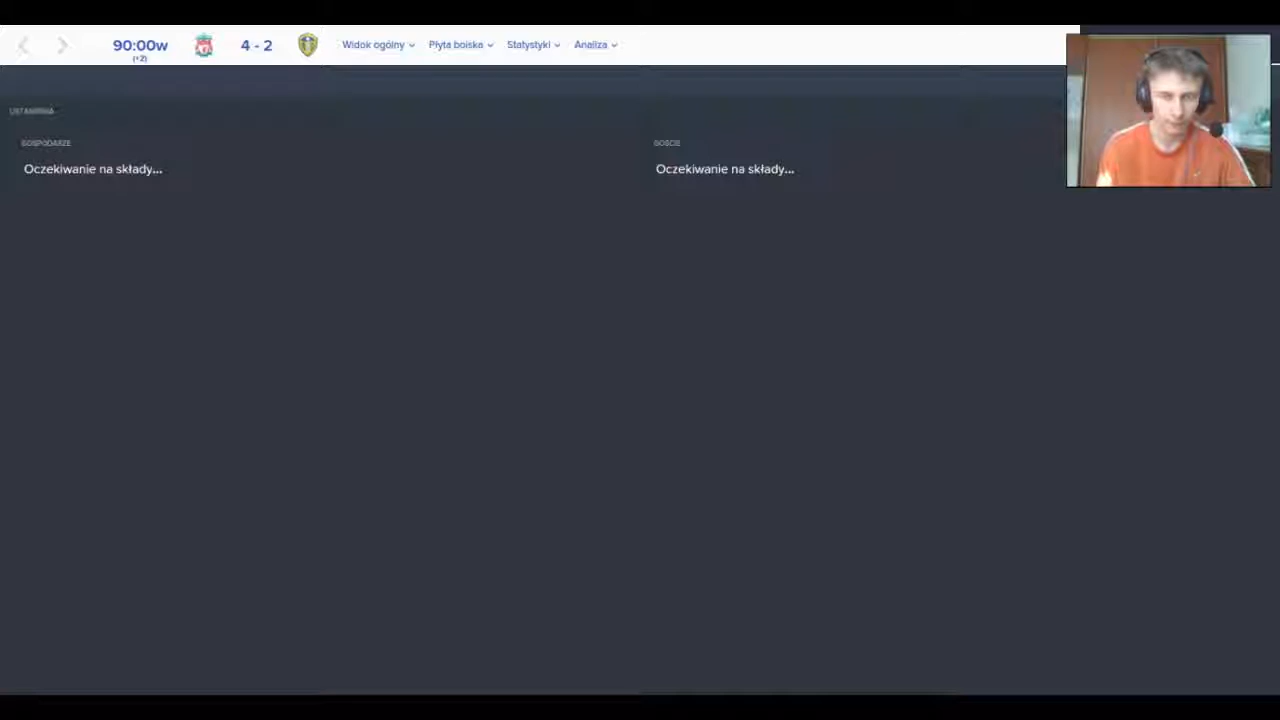 90:00w
(+2)
4 - 2
Widok ogólny
Płyta boiska
Statystyki
Analiza
USTAWIENIA
GOSPODARZE
GOŚCIE
Oczekiwanie na składy...
Oczekiwanie na składy...